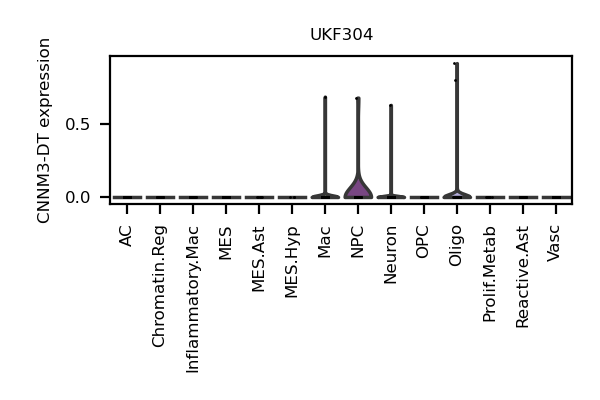 UKF304
CNNM3-DT expression
0.5
0.0
AC
Chromatin.Reg
Inflammatory.Mac
MES
MES.Ast
MES.Hyp
Mac
NPC
Neuron
OPC
Oligo
Prolif.Metab
Reactive.Ast
Vasc